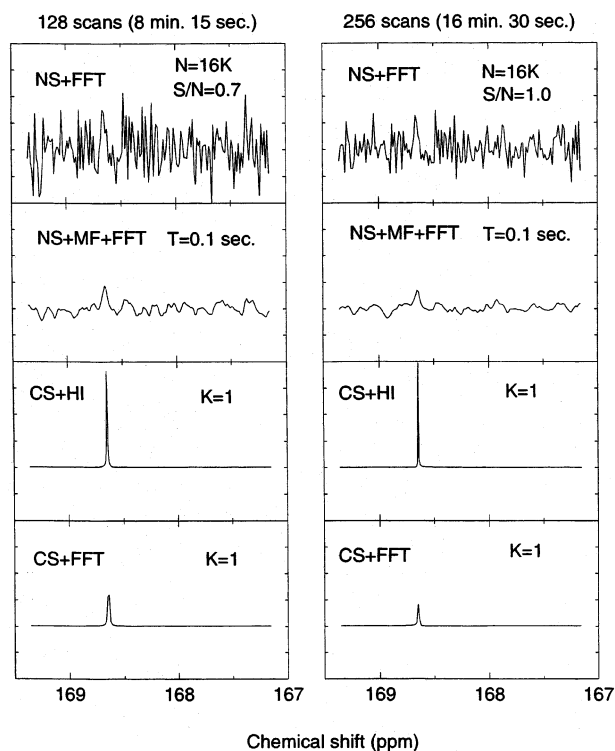 128 scans (8 min. 15 sec.)
NS+FFT
N=16K
S/N=0.7
NS+MF+FFT T=0.1 sec.
CS+HI K=1
CS+FFT K=1
169 168 167
256 scans (16 min. 30 sec.)
NS+FFT
N=16K
S/N=1.0
NS+MF+FFT T=0.1 sec.
CS+HI K=1
CS+FFT K=1
169 168 167
Chemical shift (ppm)